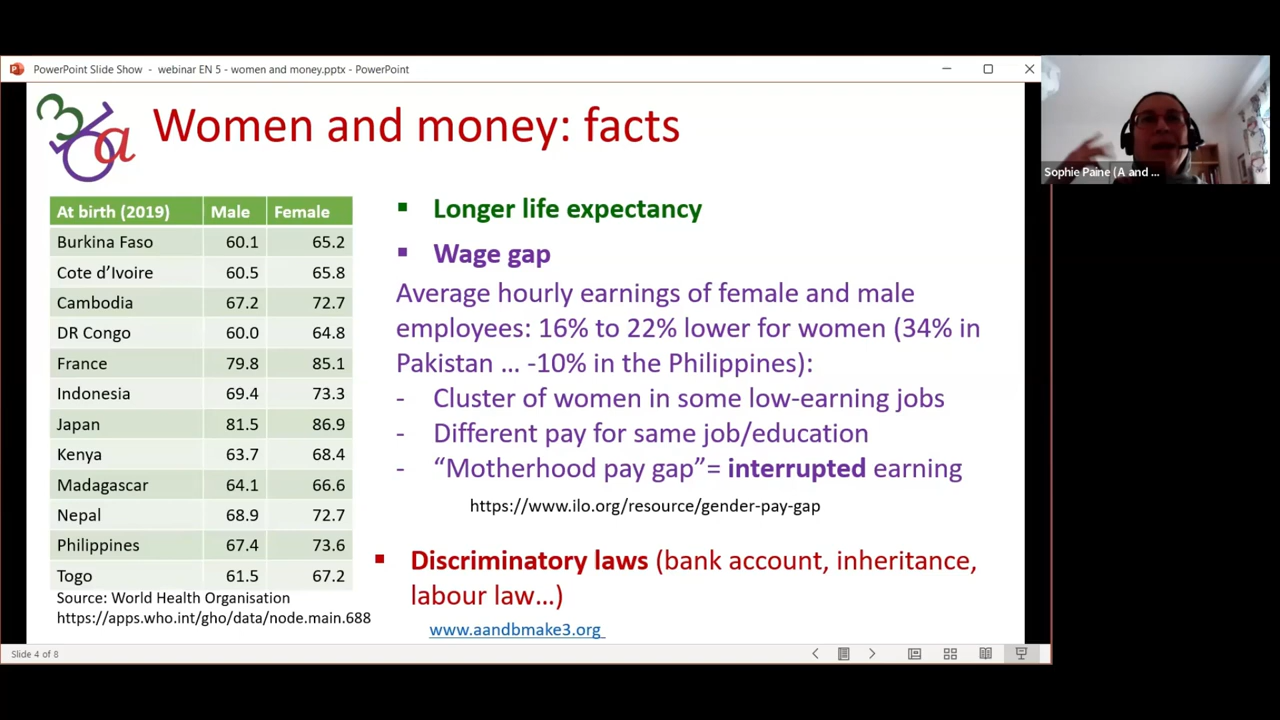 PowerPoint Slide Show - webinar EN 5 - women and money.pptx - PowerPoint
Sophie Paine (A and ...
36
1
6a
Women and money: facts
At birth (2019) Male Female
Burkina Faso 60.1 65.2
Cote d’Ivoire 60.5 65.8
Cambodia 67.2 72.7
DR Congo 60.0 64.8
France 79.8 85.1
Indonesia 69.4 73.3
Japan 81.5 86.9
Kenya 63.7 68.4
Madagascar 64.1 66.6
Nepal 68.9 72.7
Philippines 67.4 73.6
Togo 61.5 67.2
Source: World Health Organisation
https://apps.who.int/gho/data/node.main.688
▪ Longer life expectancy
▪ Wage gap
Average hourly earnings of female and male
employees: 16% to 22% lower for women (34% in
Pakistan … -10% in the Philippines):
- Cluster of women in some low-earning jobs
- Different pay for same job/education
- “Motherhood pay gap”= interrupted earning
https://www.ilo.org/resource/gender-pay-gap
▪ Discriminatory laws (bank account, inheritance,
labour law…)
www.aandbmake3.org
Slide 4 of 8